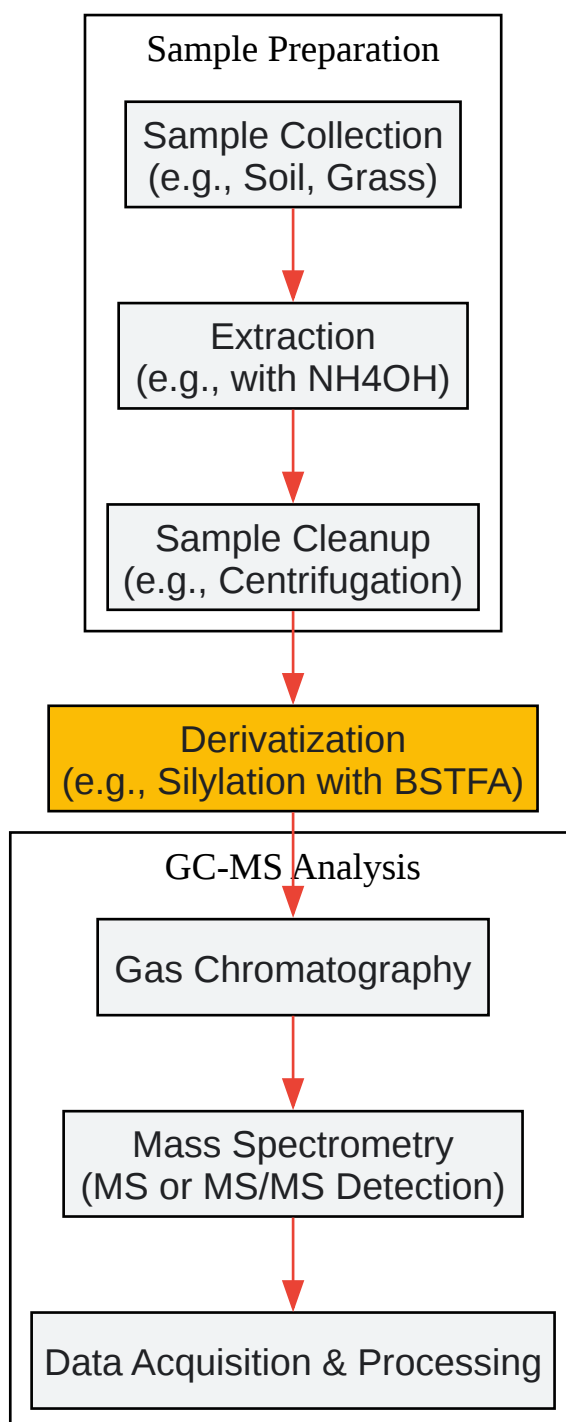 Sample Preparation
Sample Collection
(e.g., Soil, Grass)
Extraction
(e.g., with NH4OH)
Sample Cleanup
(e.g., Centrifugation)
Derivatization
(e.g., Silylation with BSTFA)
GC-MS Analysis
Gas Chromatography
Mass Spectrometry
(MS or MS/MS Detection)
Data Acquisition & Processing